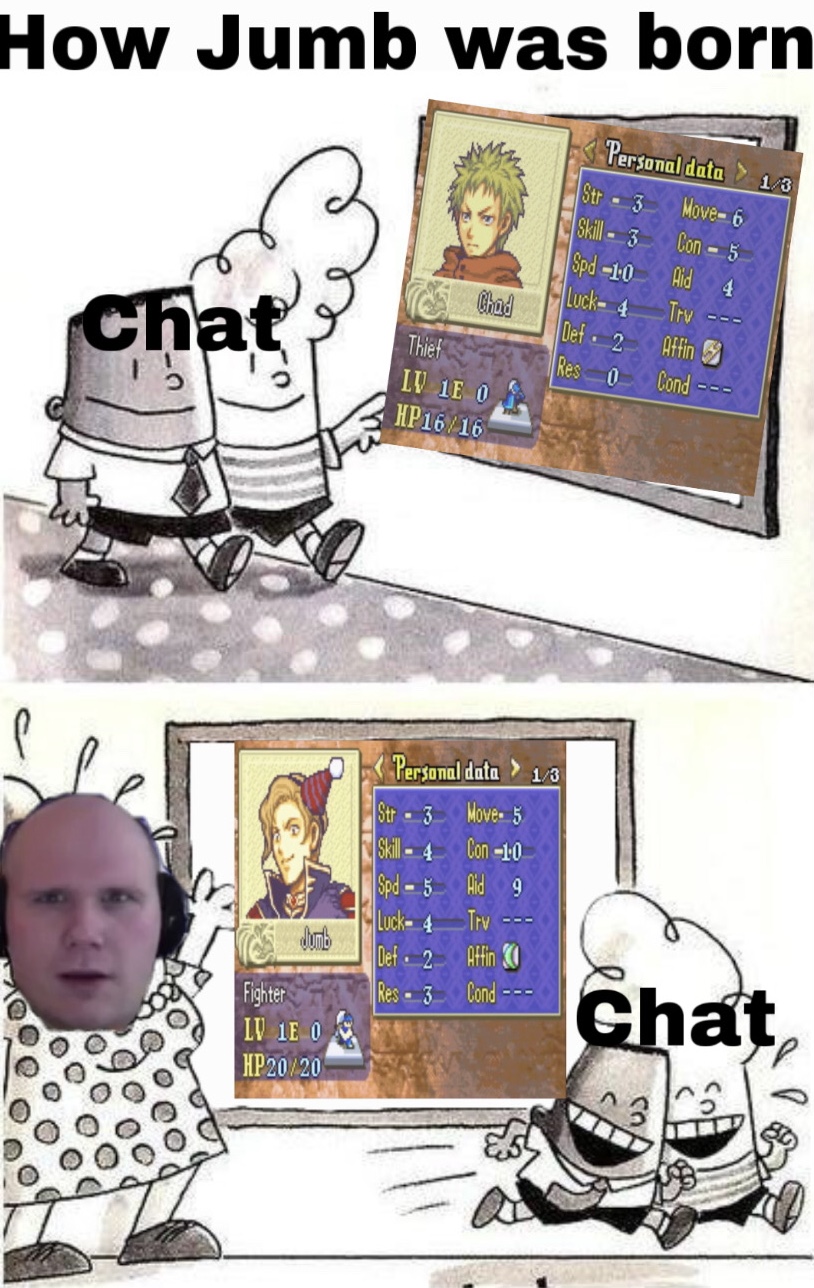 How Jumb was born
Chat
Chad
Thief
LV 1 E 0
HP 16/16
< Personal data > 1/3
Str 3 Move 6
Skill 3 Con 5
Spd 10 Aid 4
Luck 4 Trv ---
Def 2 Affin
Res 0 Cond ---
Jumb
Fighter
LV 1 E 0
HP 20/20
< Personal data > 1/3
Str 3 Move 5
Skill 4 Con 10
Spd 5 Aid 9
Luck 4 Trv ---
Def 2 Affin
Res 3 Cond ---
Chat